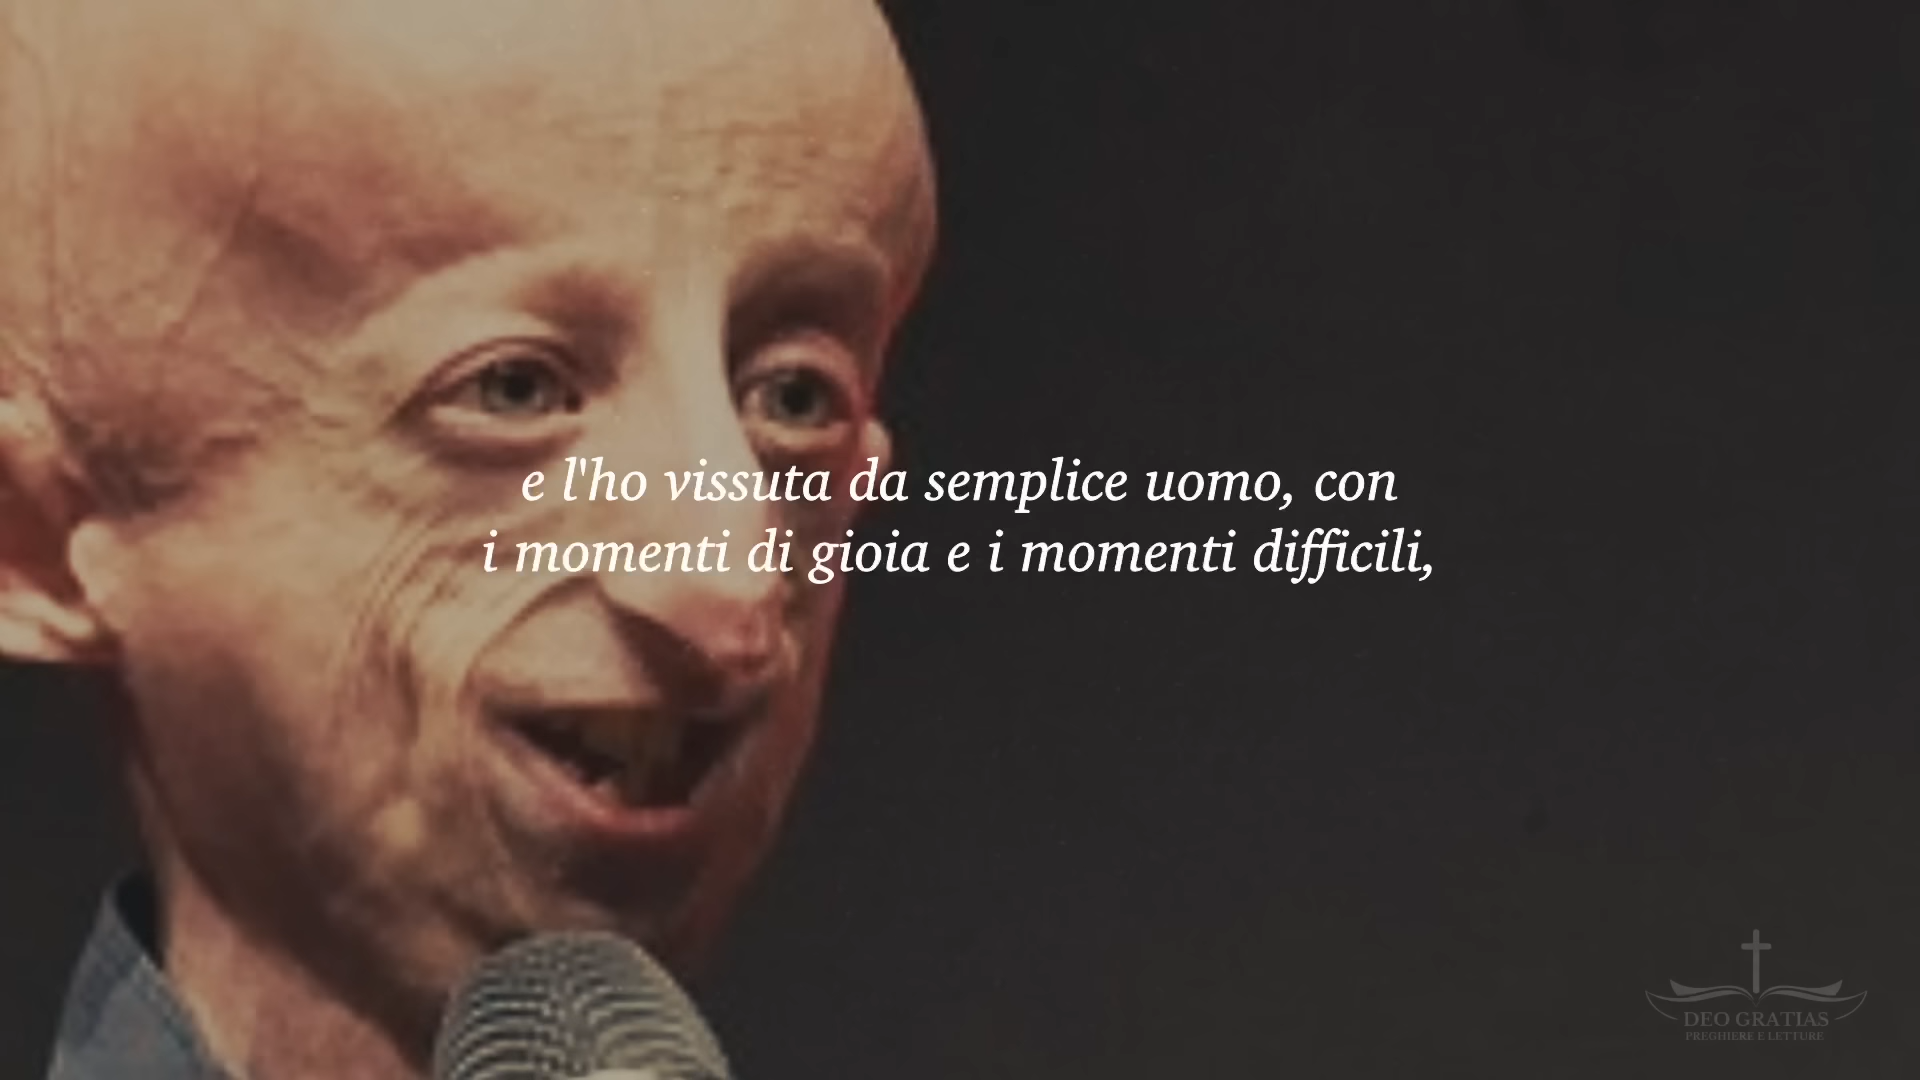 e l'ho vissuta da semplice uomo, con
i momenti di gioia e i momenti difficili,
DEO GRATIAS
PREGHIERE E LETTURE